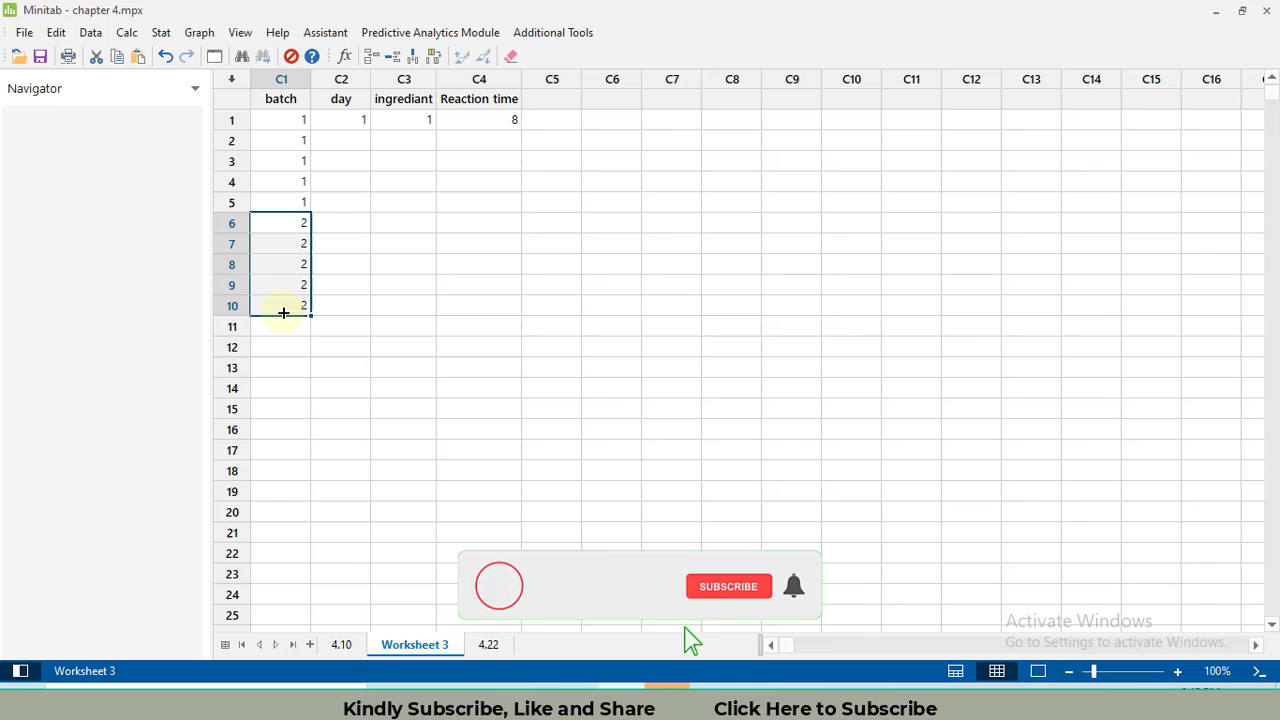 Minitab - chapter 4.mpx
File Edit Data Calc Stat Graph View Help Assistant Predictive Analytics Module Additional Tools
Navigator
C1 C2 C3 C4 C5 C6 C7 C8 C9 C10 C11 C12 C13 C14 C15 C16
batch day ingrediant Reaction time
1 1 1 1 8
2 1
3 1
4 1
5 1
6 2
7 2
8 2
9 2
10 2
11
12
13
14
15
16
17
18
19
20
21
22
23
24
25
SUBSCRIBE
Activate Windows
Go to Settings to activate Windows.
4.10 Worksheet 3 4.22
Worksheet 3 100%
Kindly Subscribe, Like and Share Click Here to Subscribe